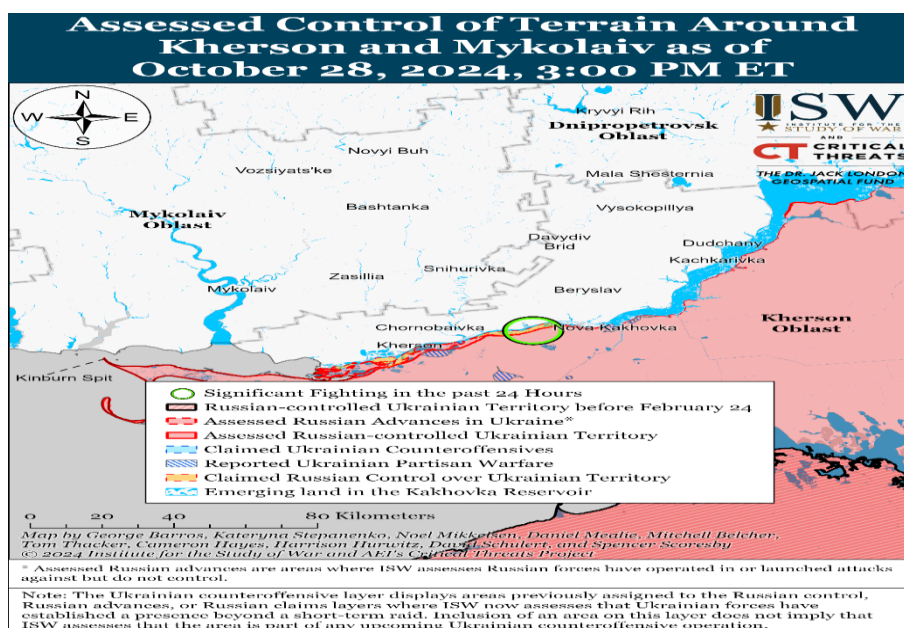 Assessed Control of Terrain Around
Kherson and Mykolaiv as of
October 28, 2024, 3:00 PM ET
N
W E
S
ISW
INSTITUTE FOR THE
STUDY OF WAR
AND
CT CRITICAL
THREATS
THE DR. JACK LONDON
GEOSPATIAL FUND
Kryvyi Rih
Dnipropetrovsk
Oblast
Novyi Buh
Vozsiyats'ke
Mala Shesternia
Bashtanka
Vysokopillya
Mykolaiv
Oblast
Davydiv
Brid
Dudchany
Kachkarivka
Snihurivka
Zasillia
Mykolaiv
Beryslav
Kherson
Oblast
Chornobaivka
Nova Kakhovka
Kherson
Kinburn Spit
Significant Fighting in the past 24 Hours
Russian-controlled Ukrainian Territory before February 24
Assessed Russian Advances in Ukraine*
Assessed Russian-controlled Ukrainian Territory
Claimed Ukrainian Counteroffensives
Reported Ukrainian Partisan Warfare
Claimed Russian Control over Ukrainian Territory
Emerging land in the Kakhovka Reservoir
0 20 40 80 Kilometers
Map by George Barros, Kateryna Stepanenko, Noel Mikkelsen, Daniel Mealie, Mitchell Belcher,
Tom Thacker, Cameron Hayes, Harrison Hurwitz, David Schulert, and Spencer Scoresby
© 2024 Institute for the Study of War and AEI's Critical Threats Project
* Assessed Russian advances are areas where ISW assesses Russian forces have operated in or launched attacks
against but do not control.
Note: The Ukrainian counteroffensive layer displays areas previously assigned to the Russian control,
Russian advances, or Russian claims layers where ISW now assesses that Ukrainian forces have
established a presence beyond a short-term raid. Inclusion of an area on this layer does not imply that
ISW assesses that the area is part of any upcoming Ukrainian counteroffensive operation.